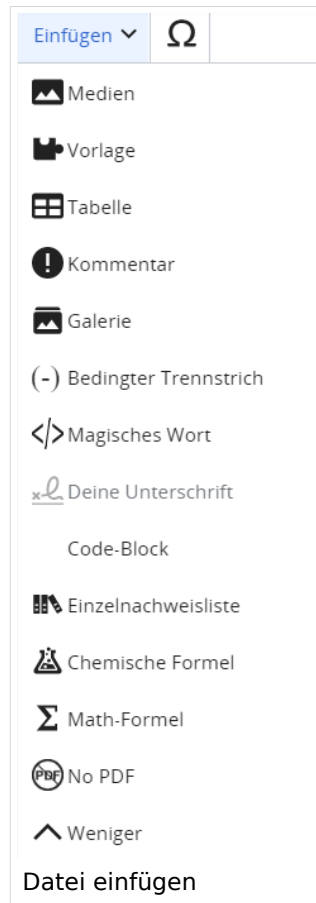 Einfügen Ω
Medien
Vorlage
Tabelle
Kommentar
Galerie
(-) Bedingter Trennstrich
</> Magisches Wort
Deine Unterschrift
Code-Block
Einzelnachweisliste
Chemische Formel
Σ Math-Formel
PDF No PDF
Weniger
Datei einfügen